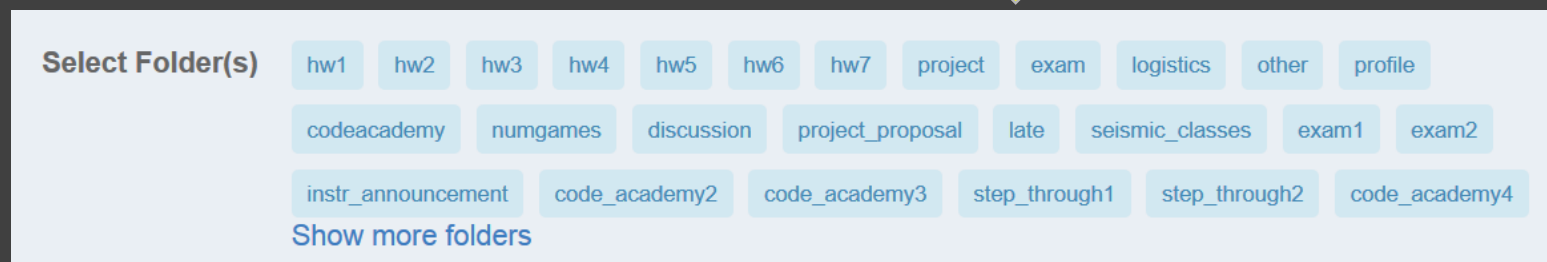 Select Folder(s) hw1 hw2 hw3 hw4 hw5 hw6 hw7 project exam logistics other profile
codeacademy numgames discussion project_proposal late seismic_classes exam1 exam2
instr_announcement code_academy2 code_academy3 step_through1 step_through2 code_academy4
Show more folders